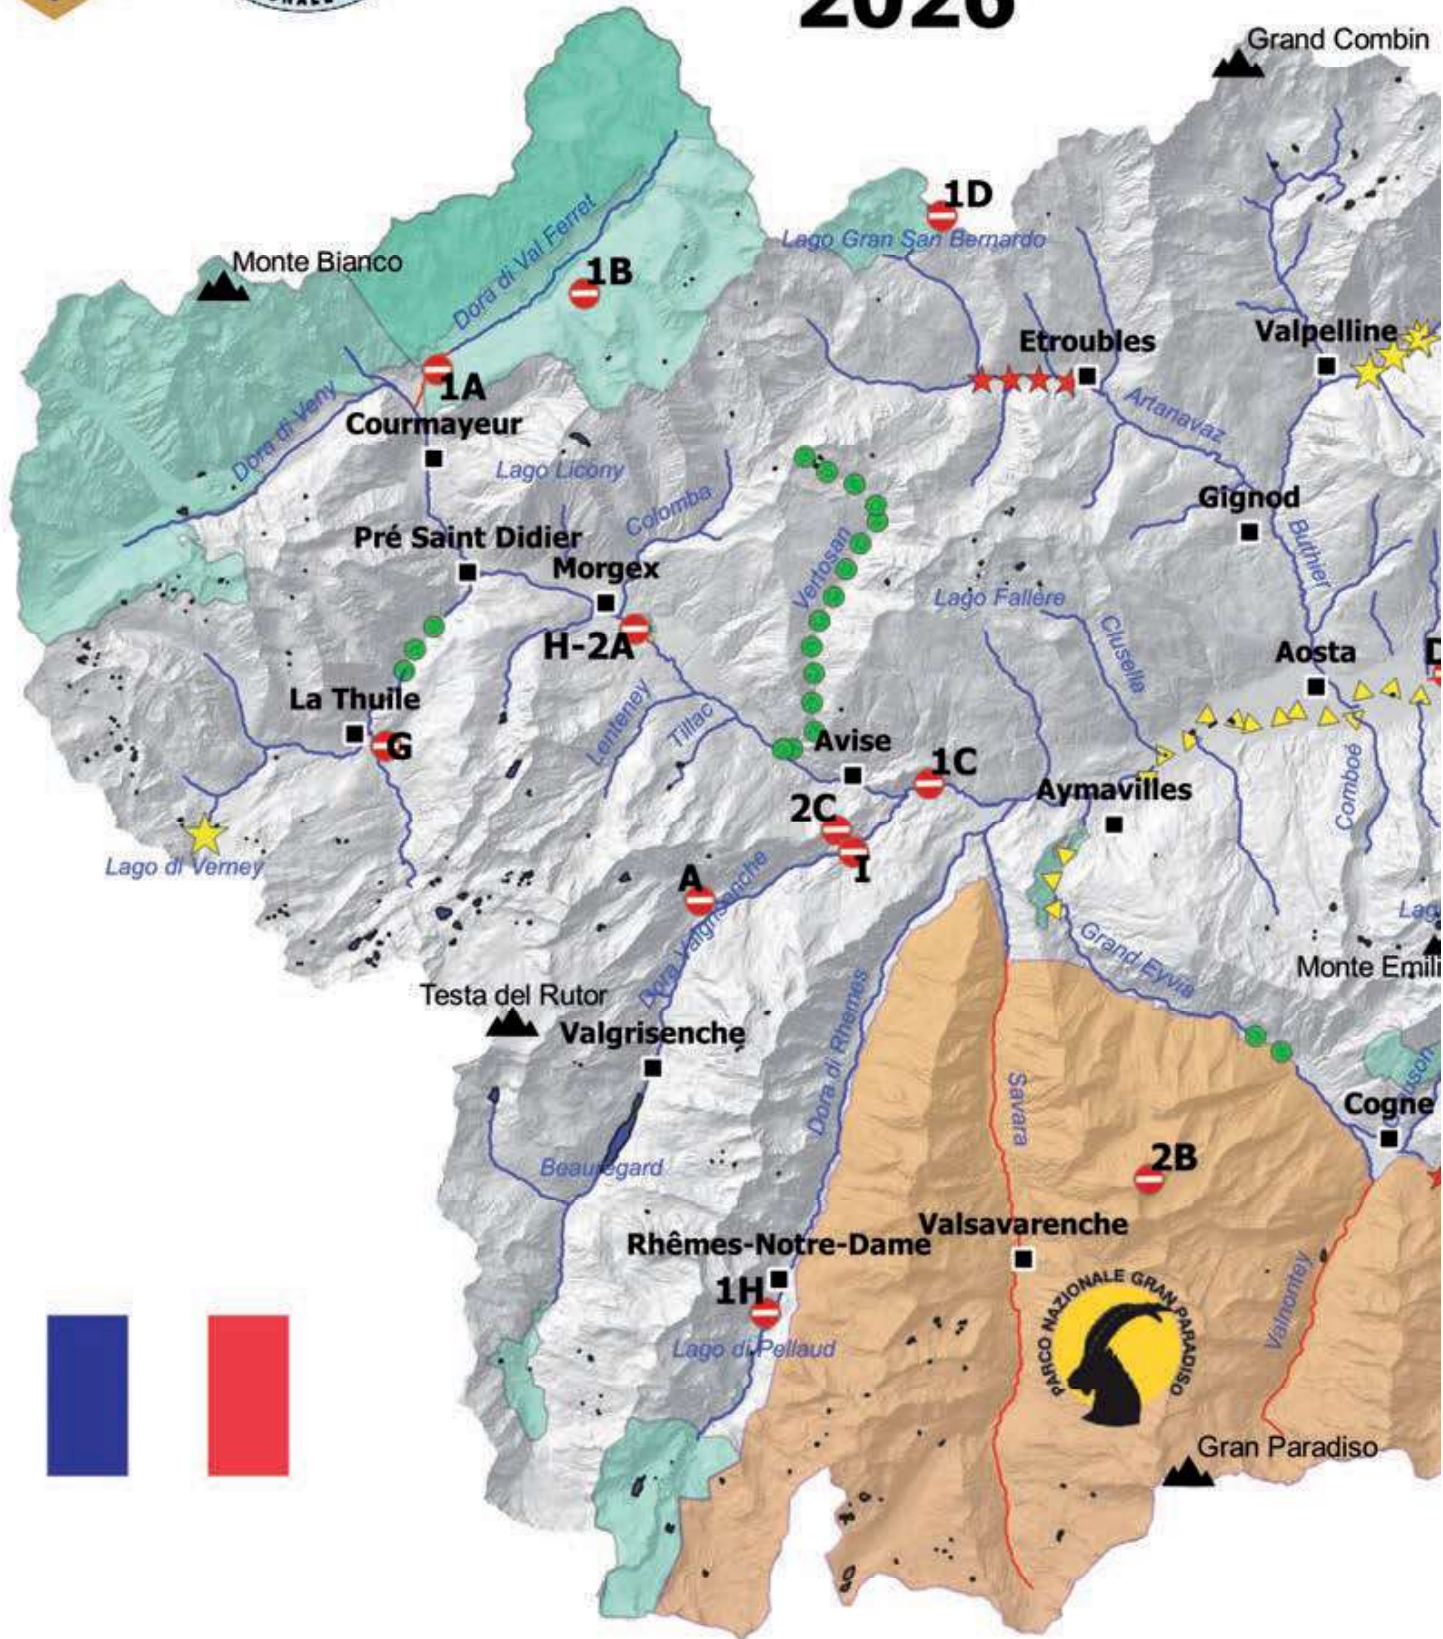 2026
Grand Combin
1D
Lago Gran San Bernardo
Dora di Val Ferret
Monte Bianco
1B
Etroubles
Valpelline
1A
Courmayeur
Artanavaz
Dora di Veny
Lago Licony
Colomba
Gignod
Pré Saint Didier
Morgex
Vertosan
Buthier
Lago Fallère
Clusella
H-2A
Aosta
D
La Thuile
Lenteney
Tillac
G
Avise
1C
Comboé
Aymavilles
2C
Lago di Verney
I
A
Dora Valgrisenche
Lag
Grand Eyvia
Monte Emili
Testa del Rutor
Valgrisenche
Dora di Rhemes
Savara
Cogne
Beauregard
2B
Valsavarenche
Rhêmes-Notre-Dame
1H
Valnontey
Lago di Pellaud
PARCO NAZIONALE GRAN PARADISO
Gran Paradiso